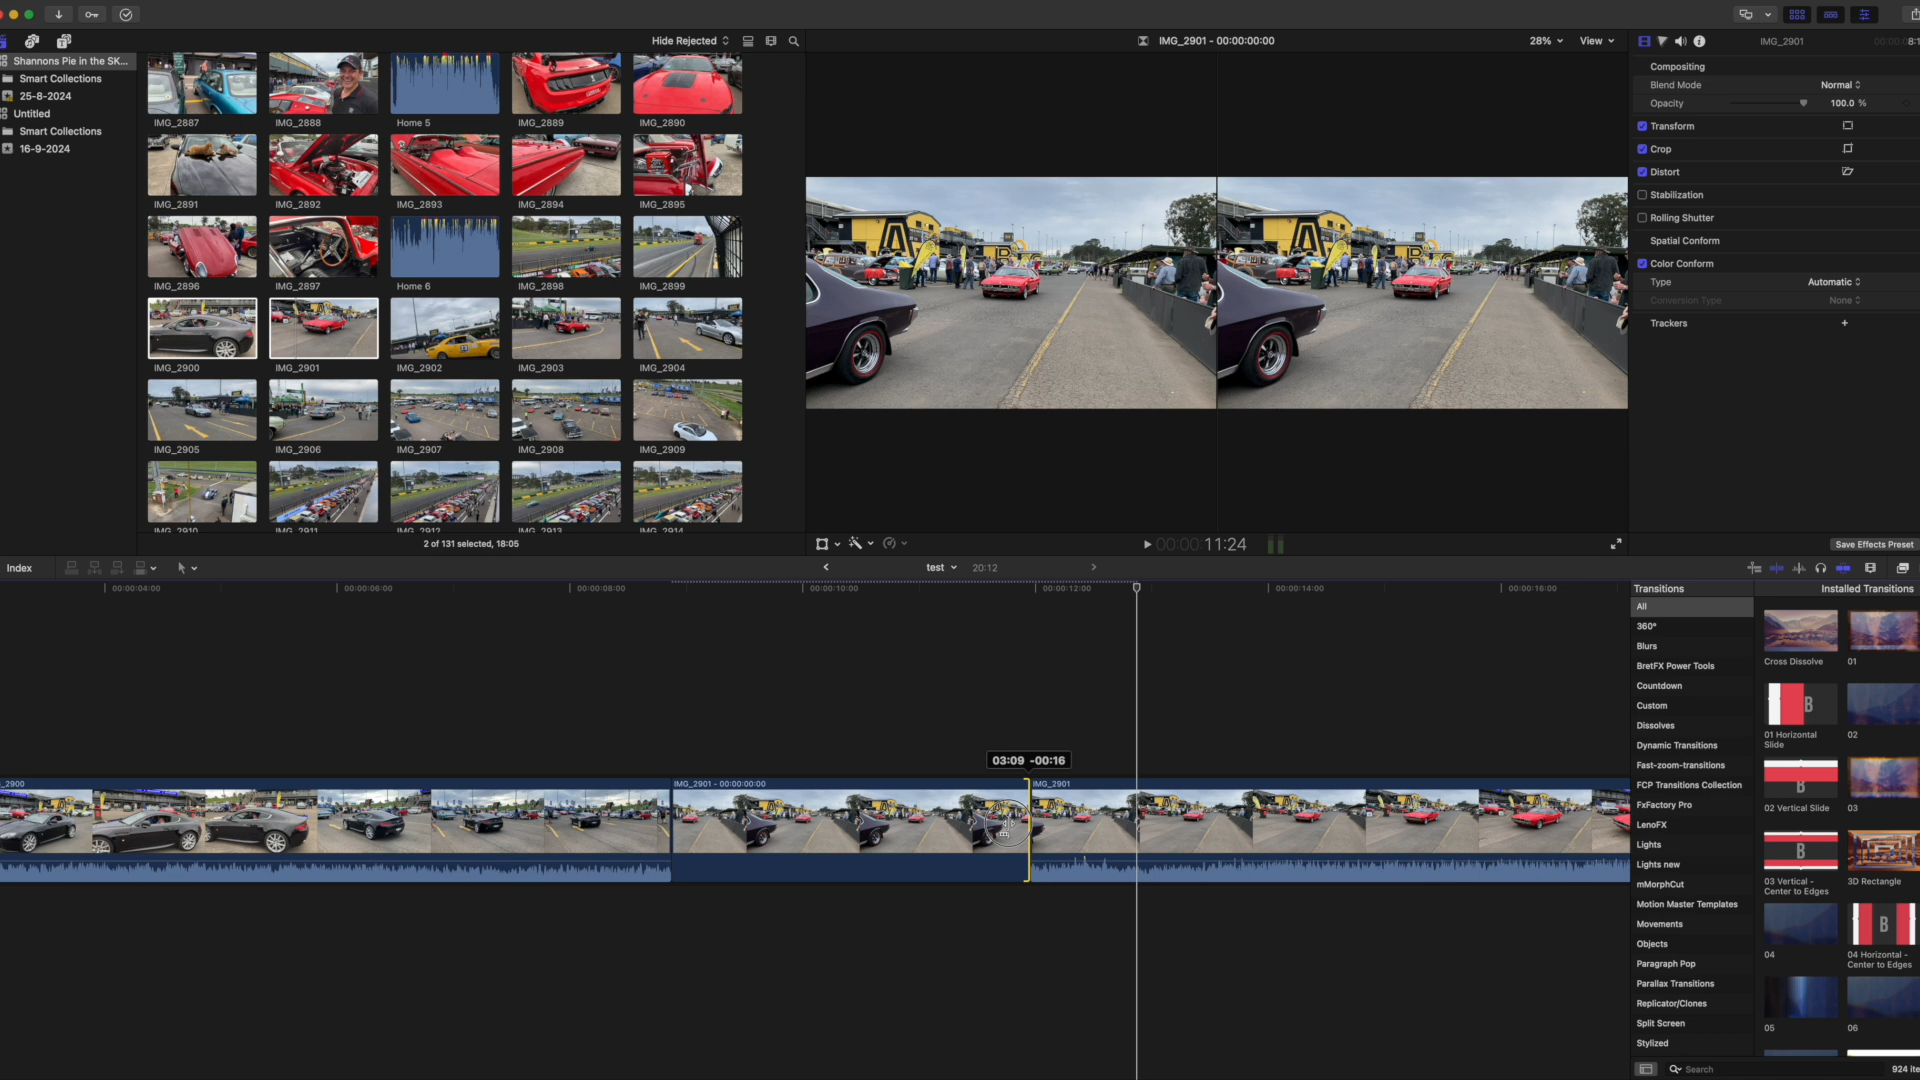 Hide Rejected
IMG_2901 - 00:00:00:00
28%
View
IMG_2901
Shannons Pie in the SK...
Smart Collections
25-8-2024
Untitled
Smart Collections
16-9-2024
IMG_2887
IMG_2888
Home 5
IMG_2889
IMG_2890
IMG_2891
IMG_2892
IMG_2893
IMG_2894
IMG_2895
IMG_2896
IMG_2897
Home 6
IMG_2898
IMG_2899
IMG_2900
IMG_2901
IMG_2902
IMG_2903
IMG_2904
IMG_2905
IMG_2906
IMG_2907
IMG_2908
IMG_2909
IMG_2910
IMG_2911
IMG_2912
IMG_2913
IMG_2914
2 of 131 selected, 18:05
00:00:11:24
Compositing
Blend Mode
Normal
Opacity
100.0 %
Transform
Crop
Distort
Stabilization
Rolling Shutter
Spatial Conform
Color Conform
Type
Automatic
Conversion Type
None
Trackers
+
Save Effects Preset
Index
test
20:12
00:00:04:00
00:00:06:00
00:00:08:00
00:00:10:00
00:00:12:00
00:00:14:00
00:00:16:00
03:09 -00:16
_2900
IMG_2901 - 00:00:00:00
IMG_2901
Transitions
Installed Transitions
All
360°
Blurs
BretFX Power Tools
Countdown
Custom
Dissolves
Dynamic Transitions
Fast-zoom-transitions
FCP Transitions Collection
FxFactory Pro
LenoFX
Lights
Lights new
mMorphCut
Motion Master Templates
Movements
Objects
Paragraph Pop
Parallax Transitions
Replicator/Clones
Split Screen
Stylized
Cross Dissolve
01
B
01 Horizontal
Slide
02
B
02 Vertical Slide
03
B
03 Vertical -
Center to Edges
3D Rectangle
04
B
04 Horizontal -
Center to Edges
05
06
Search
924 ite